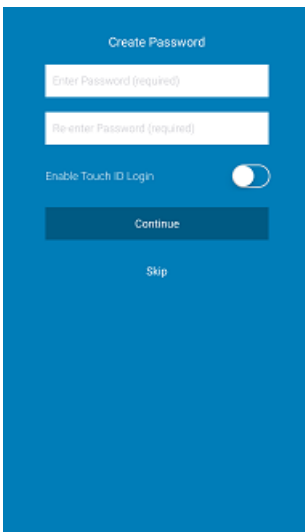 Create Password
Enter Password (required)
Re-enter Password (required)
Enable Touch ID Login
Continue
Skip